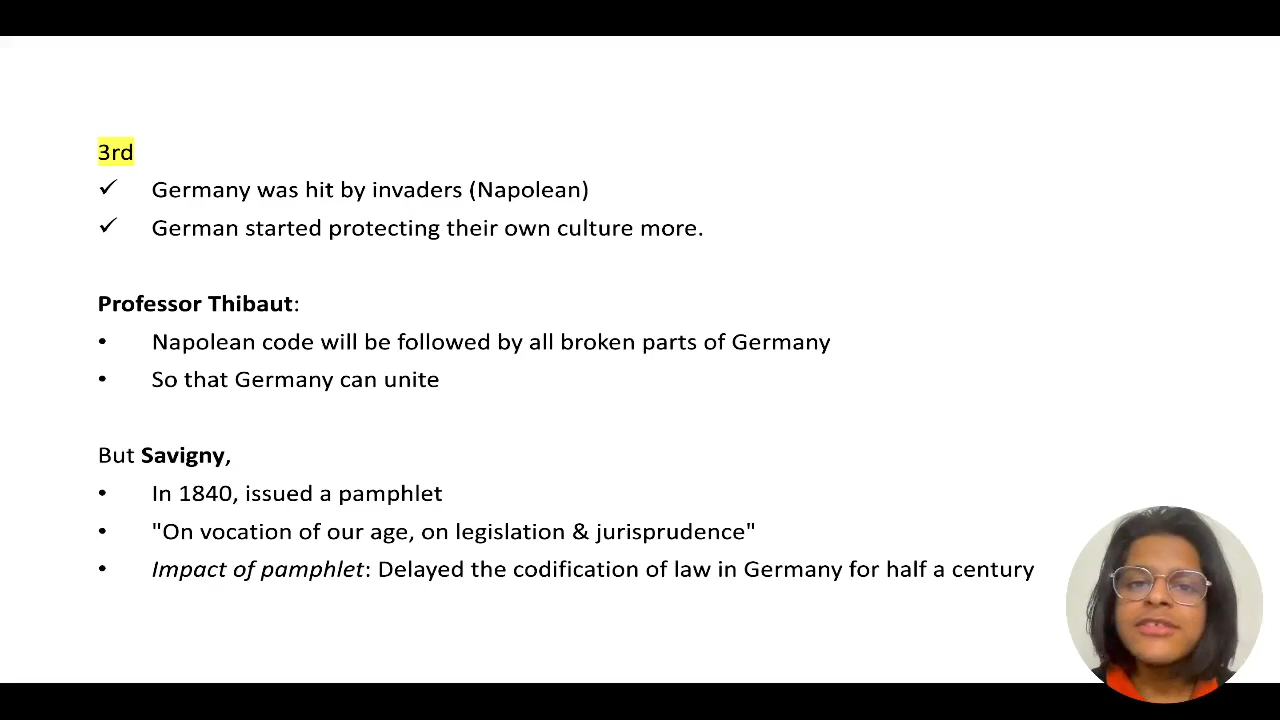 3rd
✓ Germany was hit by invaders (Napolean)
✓ German started protecting their own culture more.
Professor Thibaut:
• Napolean code will be followed by all broken parts of Germany
• So that Germany can unite
But Savigny,
• In 1840, issued a pamphlet
• "On vocation of our age, on legislation & jurisprudence"
• Impact of pamphlet: Delayed the codification of law in Germany for half a century